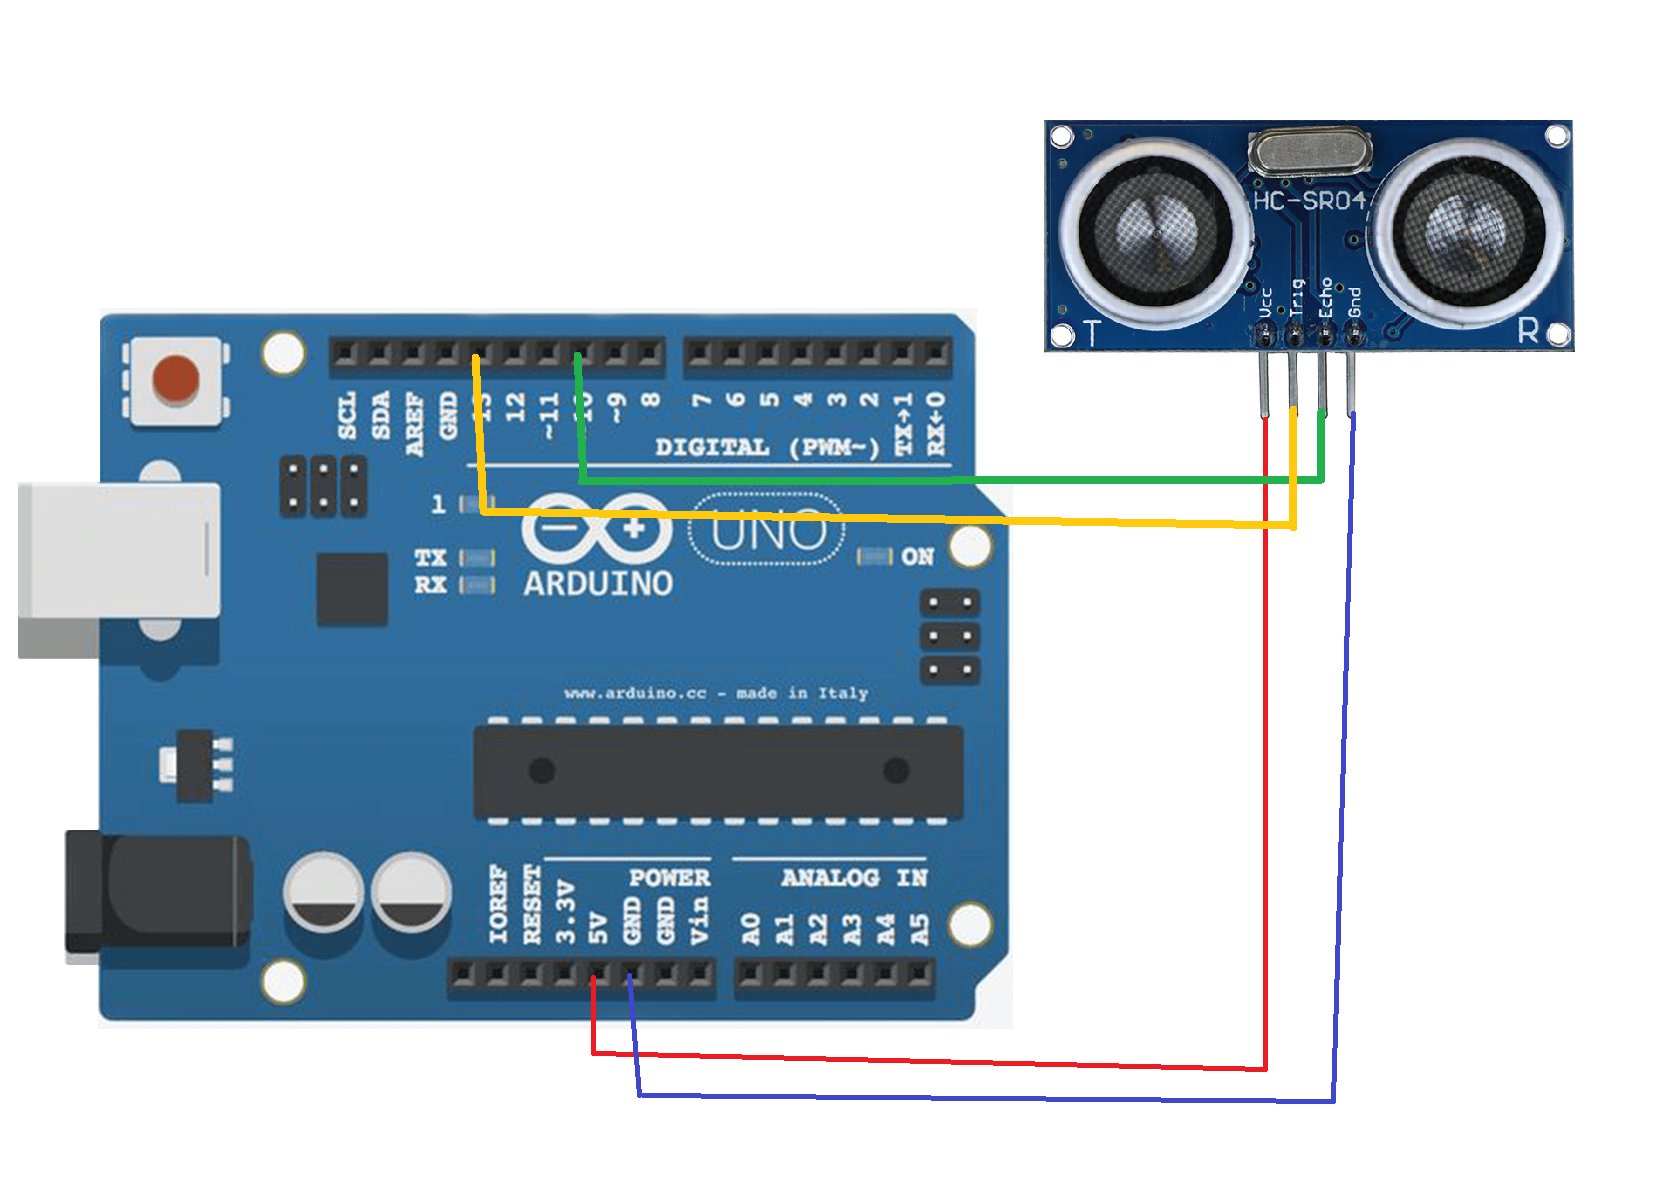 HC-SR04
Vcc
Trig
Echo
Gnd
T
R
SCL
SDA
AREF
GND
13
12
~11
~10
~9
8
7
6
5
4
3
2
TX→1
RX←0
DIGITAL (PWM~)
1
TX
RX
UNO
ARDUINO
ON
www.arduino.cc - made in Italy
POWER
ANALOG IN
IOREF
RESET
3.3V
5V
GND
GND
Vin
A0
A1
A2
A3
A4
A5